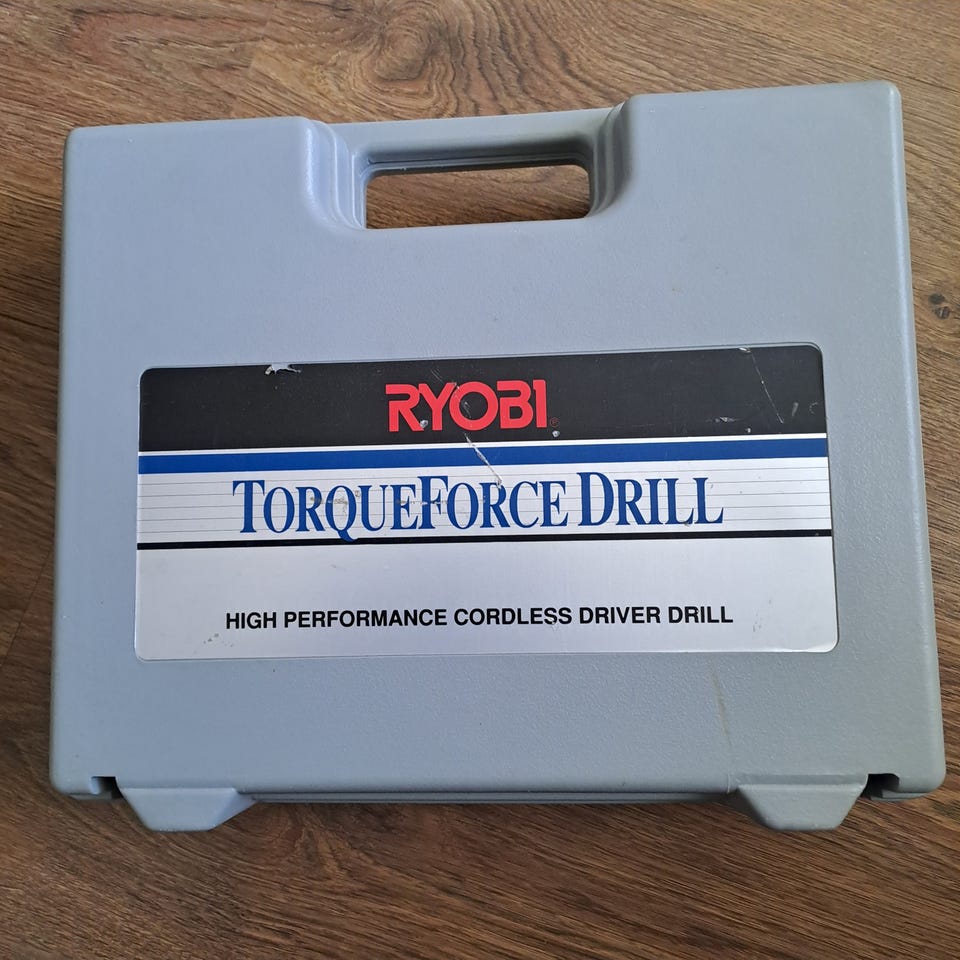 RYOBI®
TORQUEFORCE DRILL
HIGH PERFORMANCE CORDLESS DRIVER DRILL